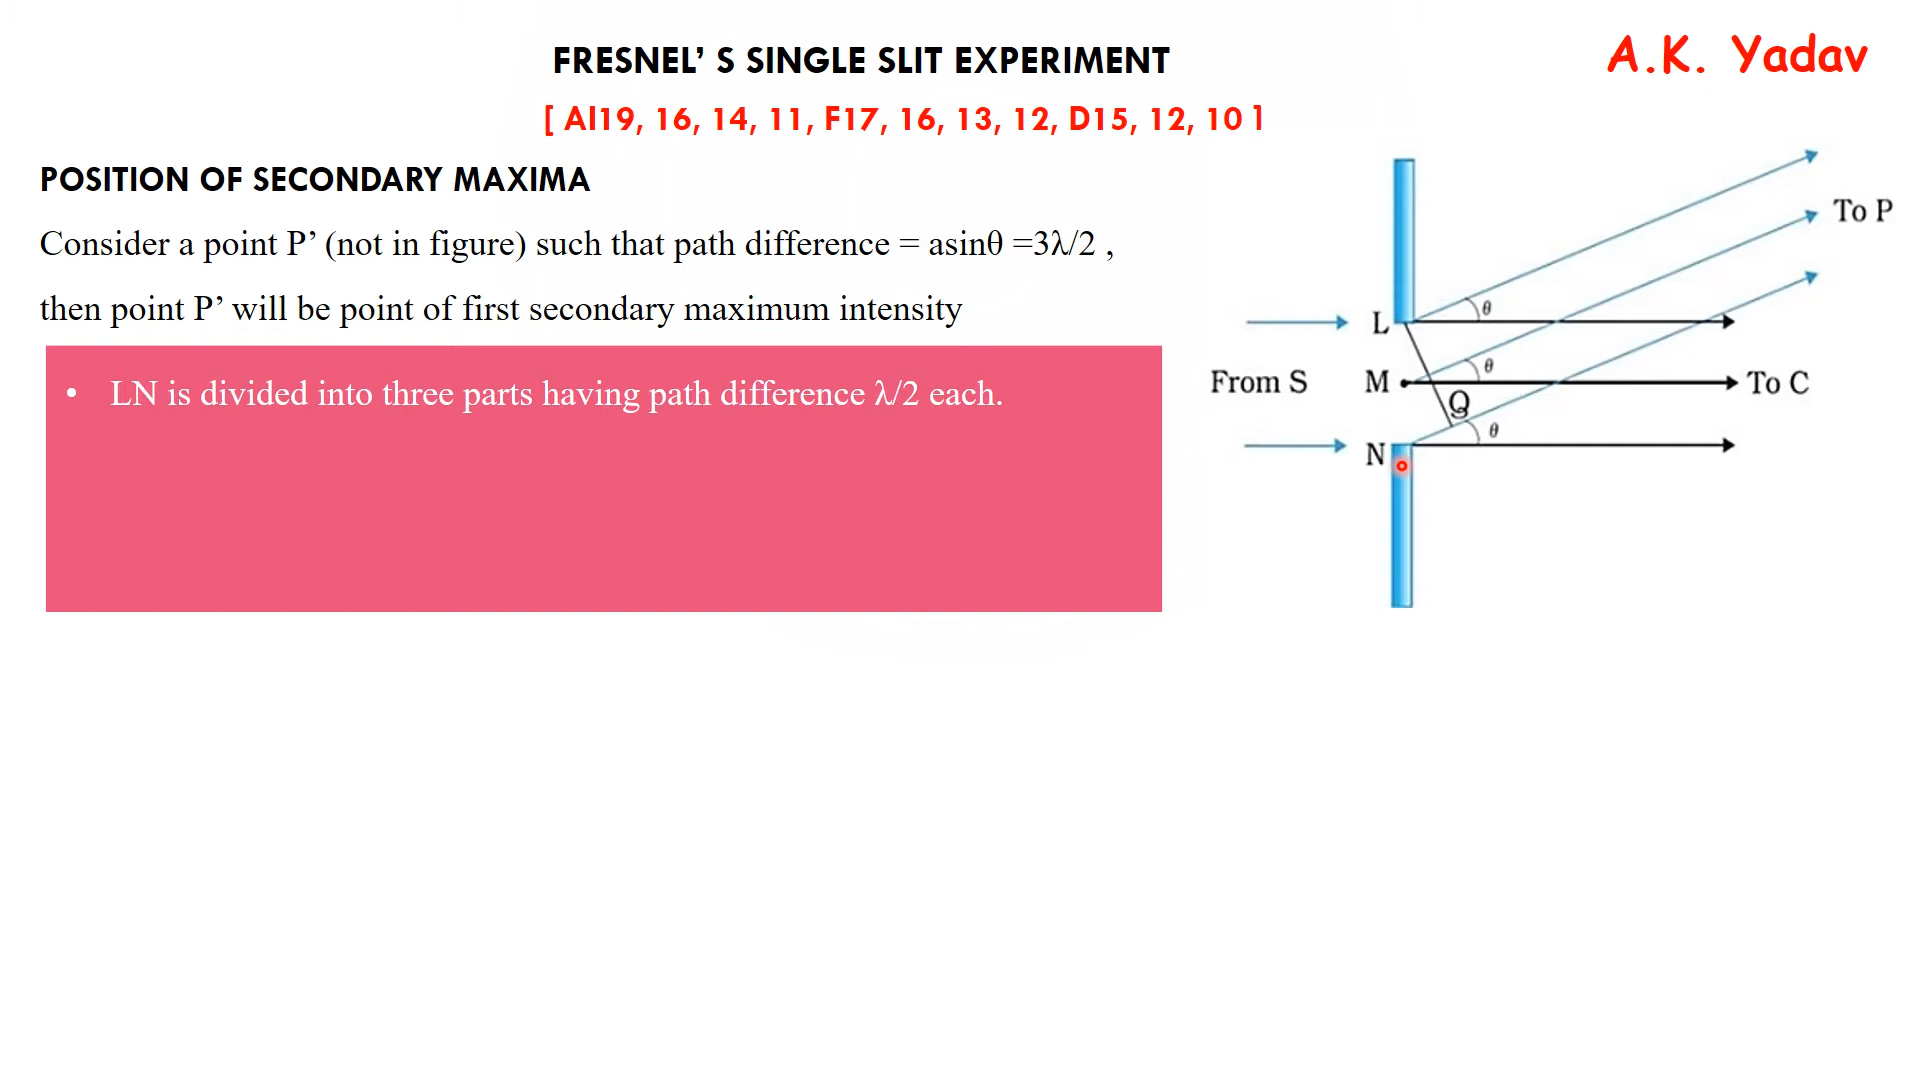 FRESNEL’ S SINGLE SLIT EXPERIMENT
A.K. Yadav
[ AI19, 16, 14, 11, F17, 16, 13, 12, D15, 12, 10 ]
POSITION OF SECONDARY MAXIMA
Consider a point P’ (not in figure) such that path difference = asinθ =3λ/2 ,
then point P’ will be point of first secondary maximum intensity
• LN is divided into three parts having path difference λ/2 each.
To P
L
θ
θ
From S
M
To C
Q
θ
N